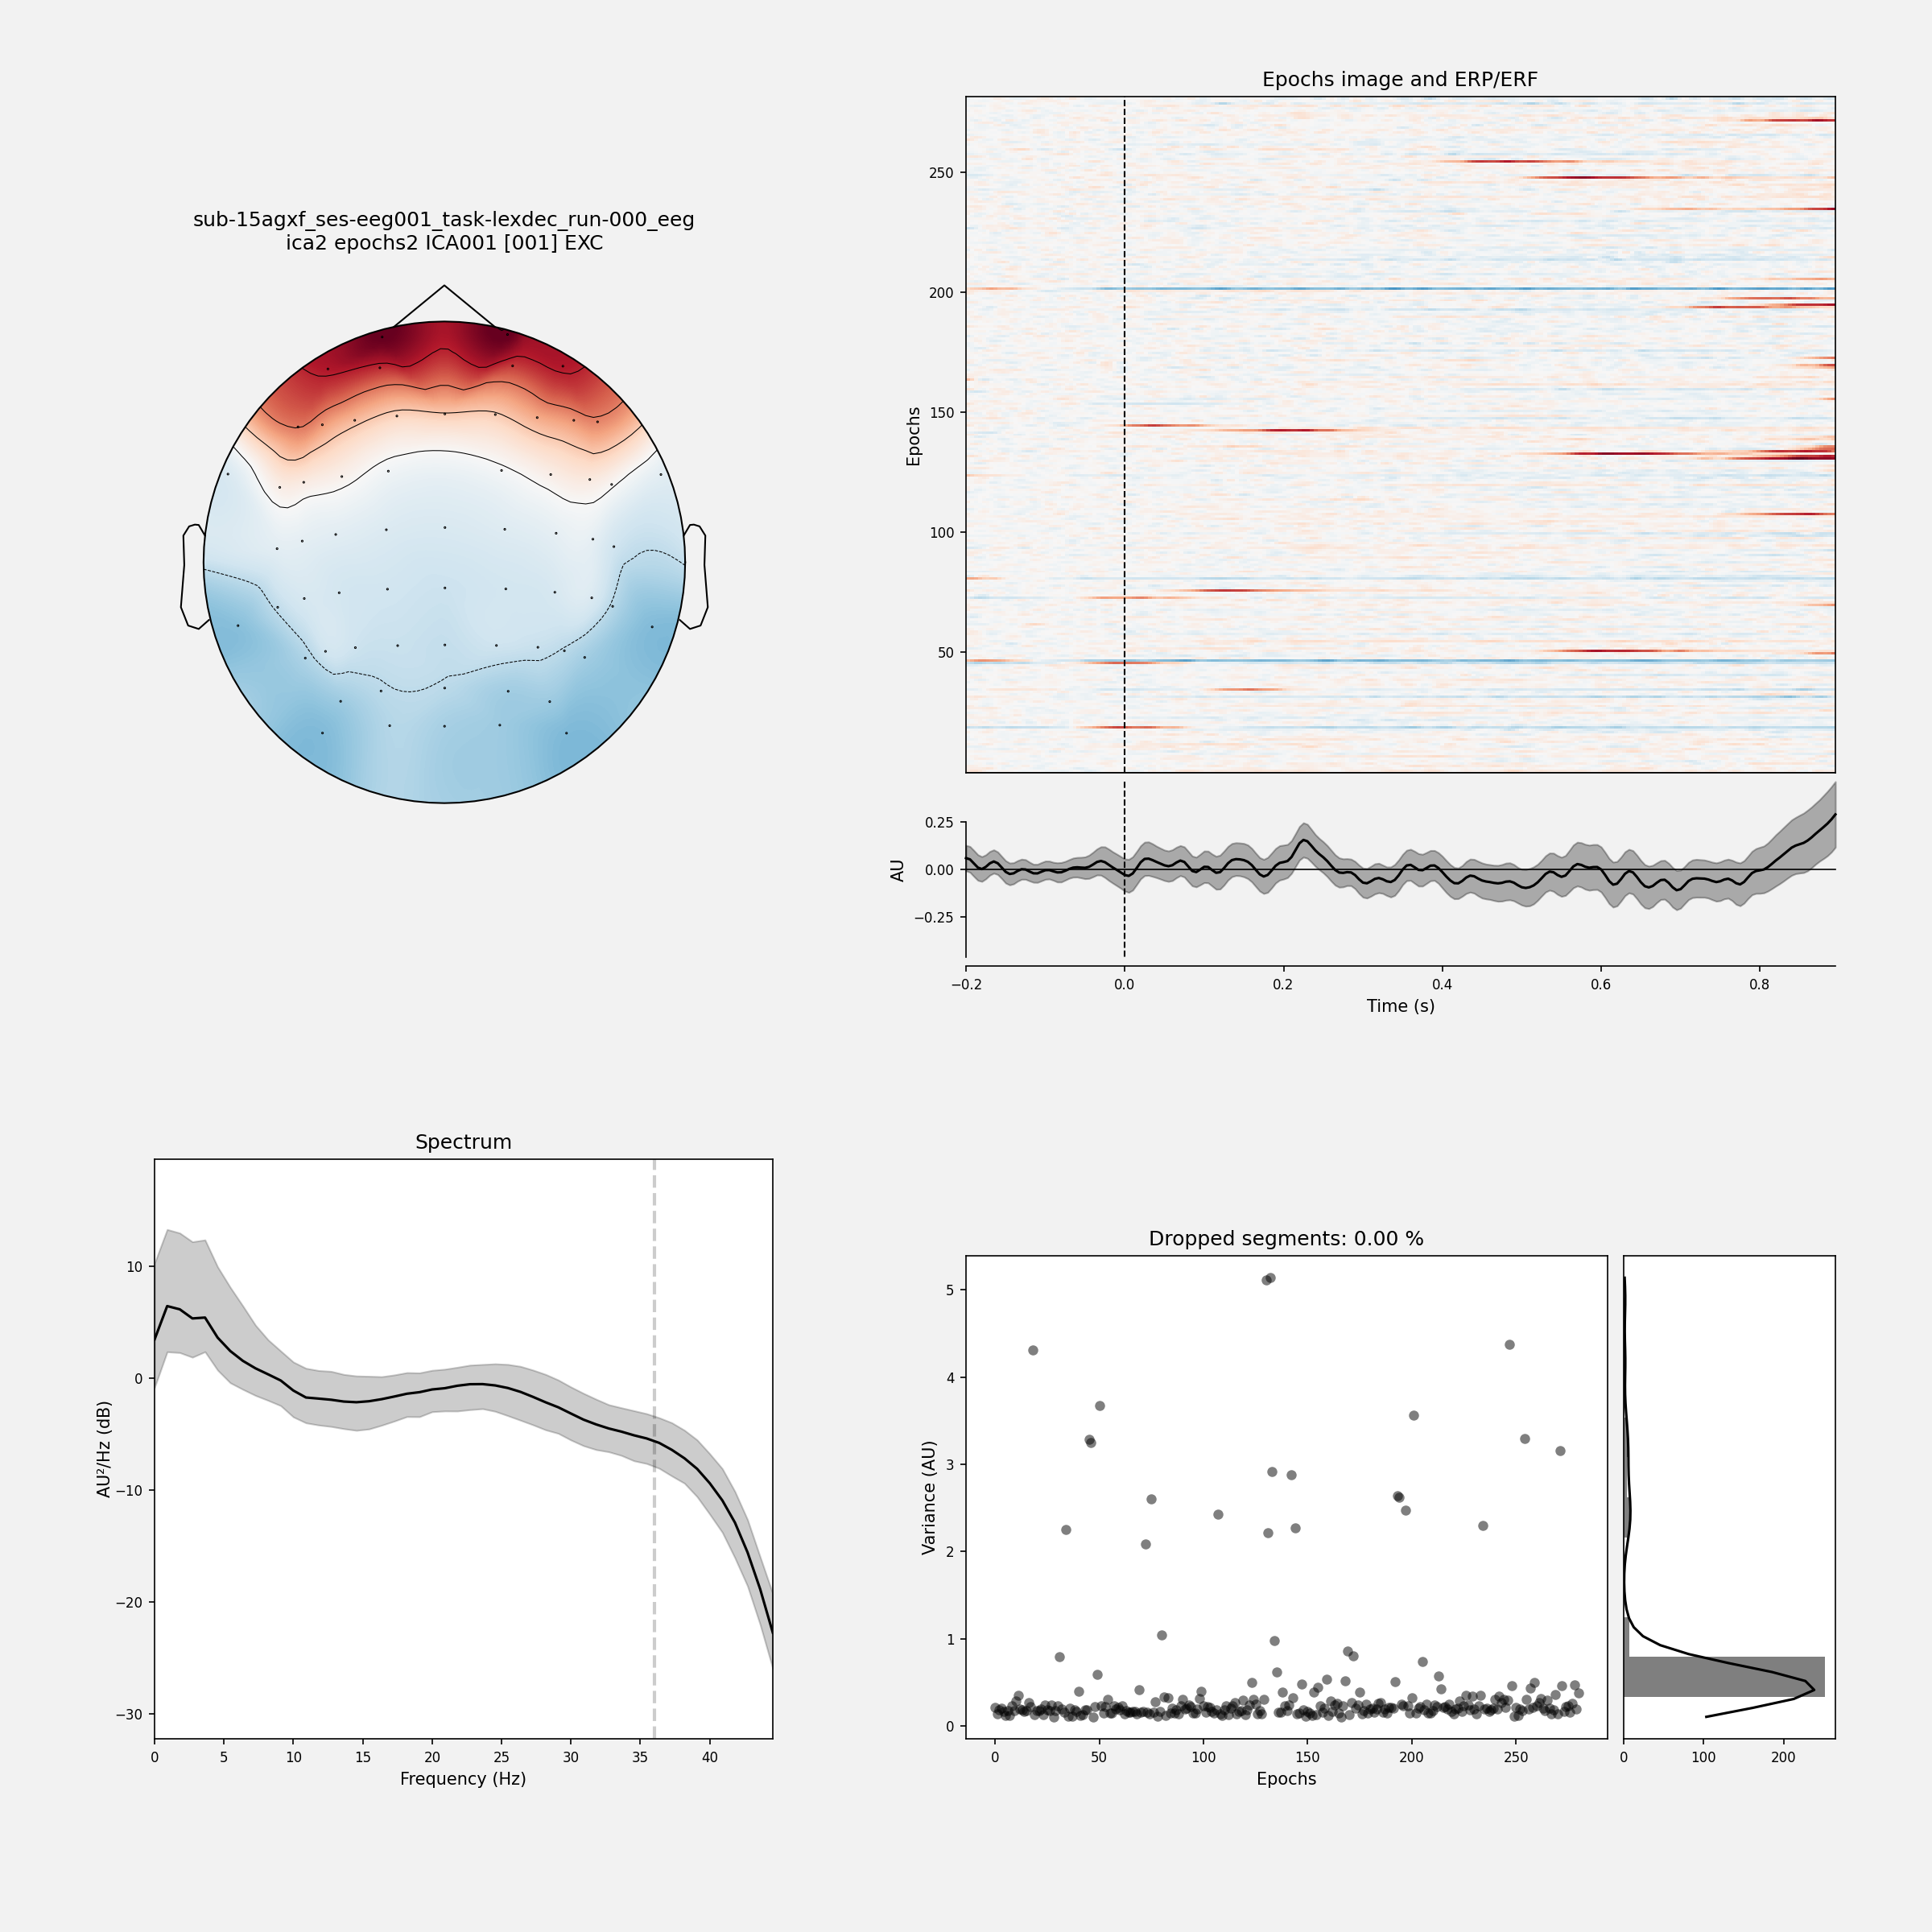 sub-15agxf_ses-eeg001_task-lexdec_run-000_eeg
ica2 epochs2 ICA001 [001] EXC
Epochs image and ERP/ERF
Epochs
250
200
150
100
50
AU
0.25
0.00
−0.25
−0.2 0.0 0.2 0.4 0.6 0.8
Time (s)
Spectrum
AU²/Hz (dB)
10
0
−10
−20
−30
0 5 10 15 20 25 30 35 40
Frequency (Hz)
Dropped segments: 0.00 %
Variance (AU)
5
4
3
2
1
0
0 50 100 150 200 250
Epochs
0 100 200